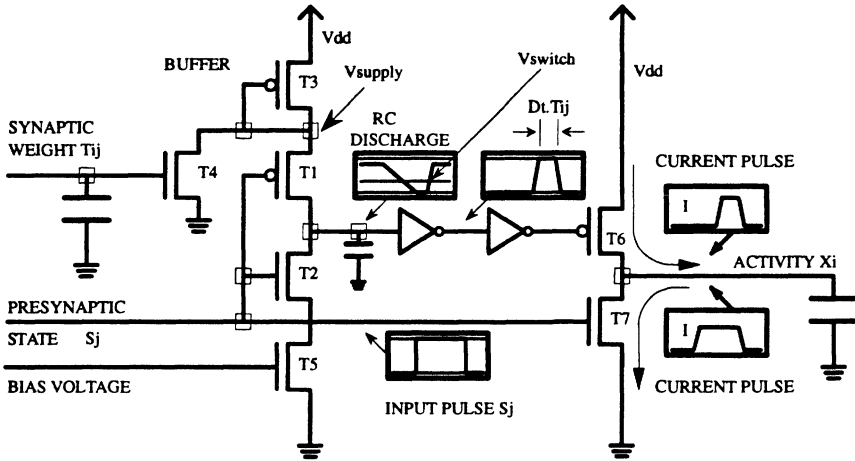 Vdd
BUFFER
T3
Vsupply
Vswitch
Vdd
Dt.Tij
SYNAPTIC
WEIGHT Tij
RC
DISCHARGE
T4
T1
CURRENT PULSE
I
T6
T2
ACTIVITY Xi
PRESYNAPTIC
STATE Sj
T7
I
T5
BIAS VOLTAGE
INPUT PULSE Sj
CURRENT PULSE